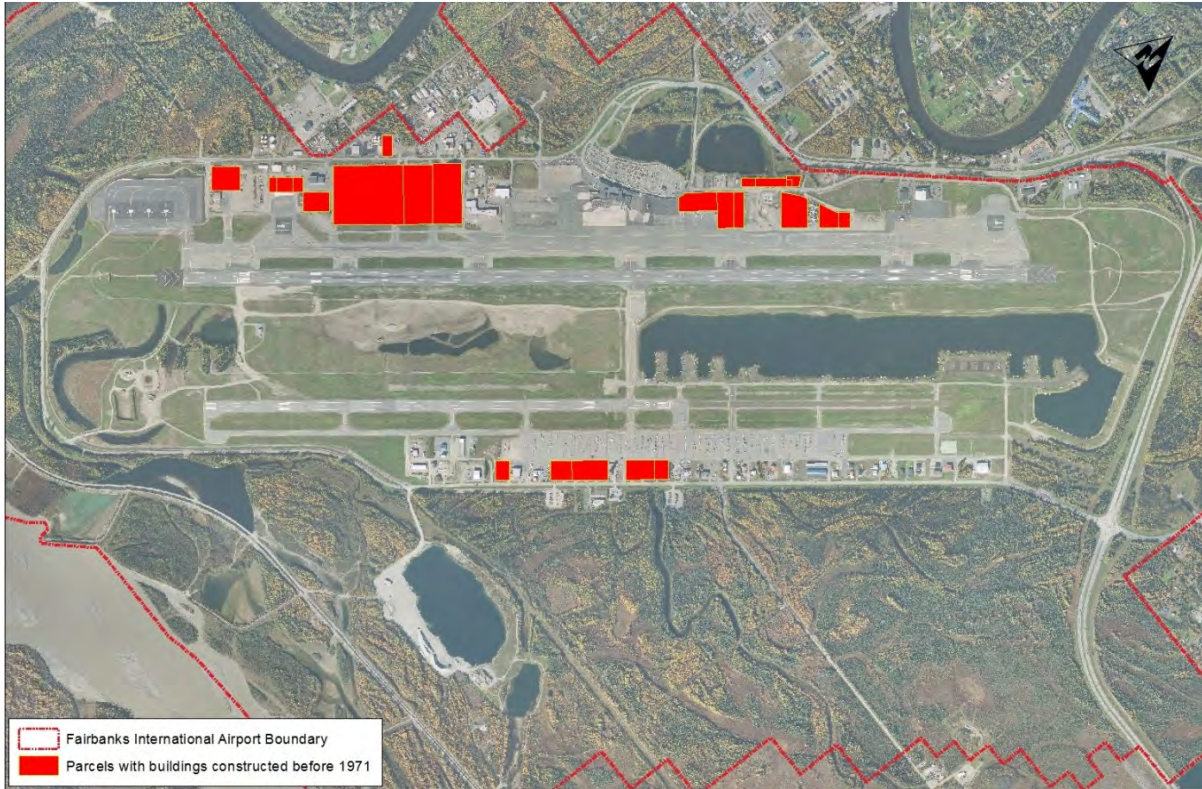 Fairbanks International Airport Boundary
Parcels with buildings constructed before 1971